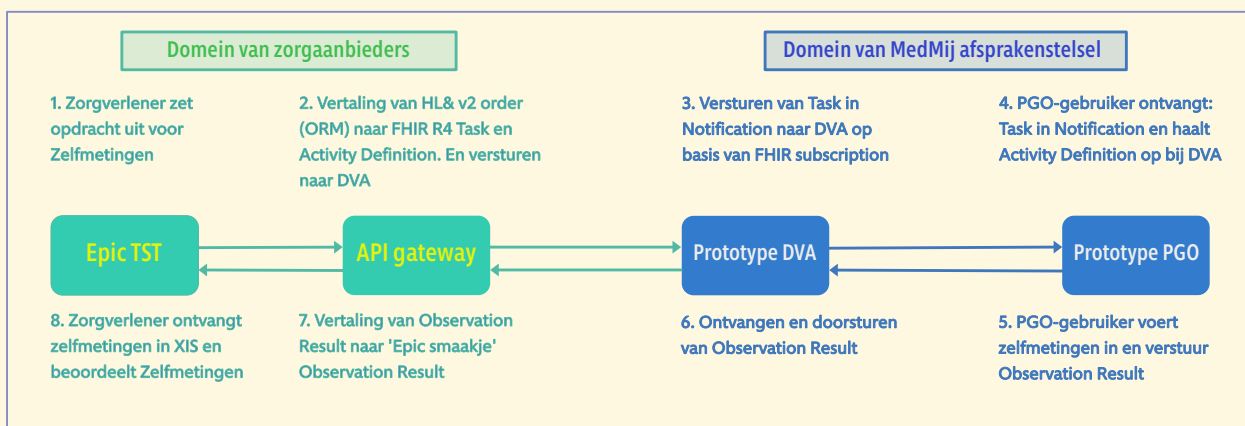 Domein van zorgaanbieders
Domein van MedMij afsprakenstelsel
1. Zorgverlener zet
opdracht uit voor
Zelfmetingen
2. Vertaling van HL& v2 order
(ORM) naar FHIR R4 Task en
Activity Definition. En versturen
naar DVA
3. Versturen van Task in
Notification naar DVA op
basis van FHIR subscription
4. PGO-gebruiker ontvangt:
Task in Notification en haalt
Activity Definition op bij DVA
Epic TST
API gateway
Prototype DVA
Prototype PGO
8. Zorgverlener ontvangt
zelfmetingen in XIS en
beoordeelt Zelfmetingen
7. Vertaling van Observation
Result naar 'Epic smaakje'
Observation Result
6. Ontvangen en doorsturen
van Observation Result
5. PGO-gebruiker voert
zelfmetingen in en verstuur
Observation Result